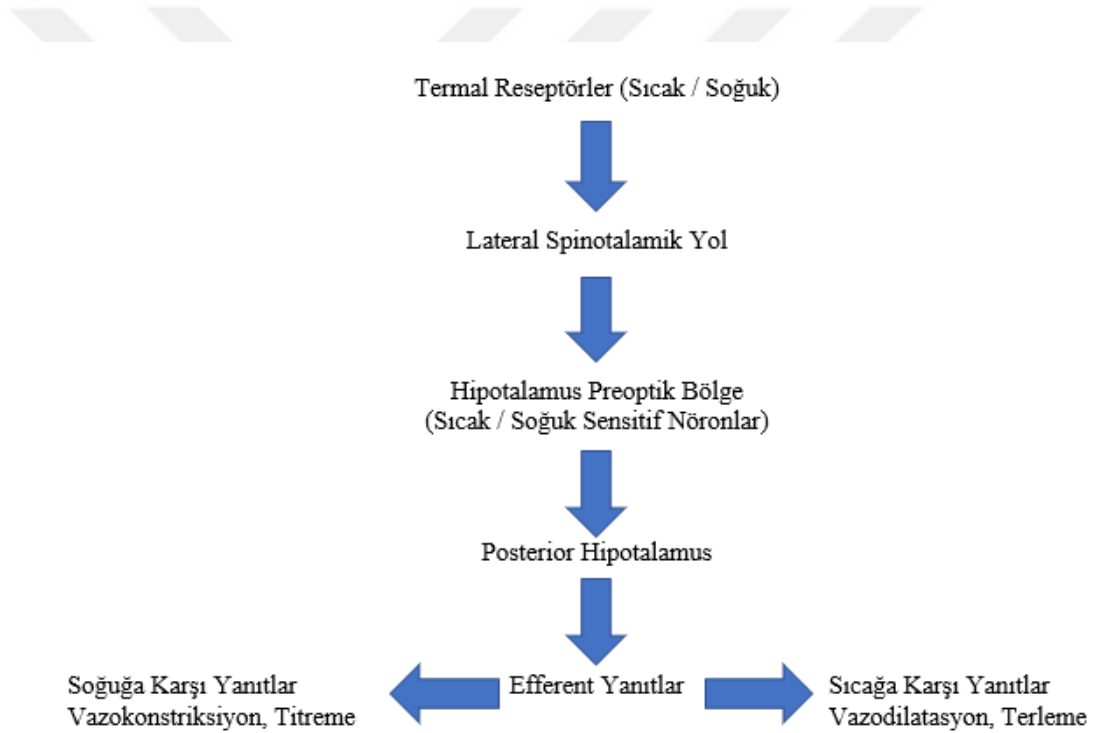 Termal Reseptörler (Sıcak / Soğuk)
Lateral Spinotalamik Yol
Hipotalamus Preoptik Bölge
(Sıcak / Soğuk Sensitif Nöronlar)
Posterior Hipotalamus
Efferent Yanıtlar
Soğuğa Karşı Yanıtlar
Vazokonstriksiyon, Titreme
Sıcağa Karşı Yanıtlar
Vazodilatasyon, Terleme